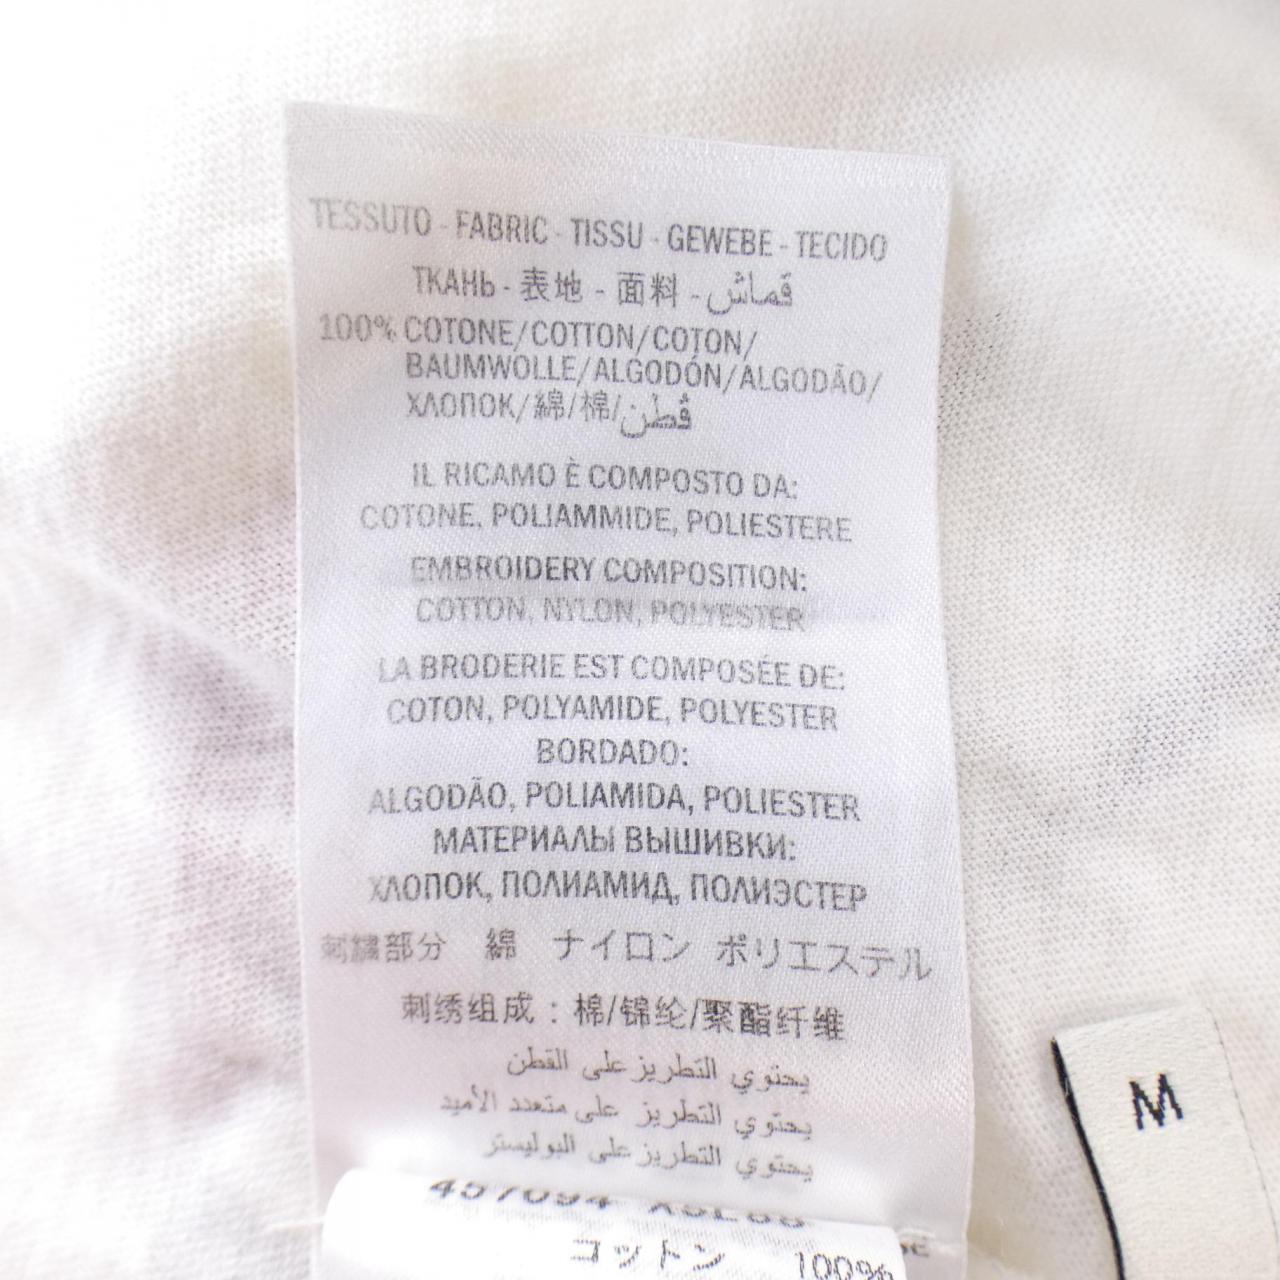 TESSUTO - FABRIC - TISSU - GEWEBE - TECIDO
ТКАНЬ - 表地 - 面料 - قماش
100% COTONE/COTTON/COTON/
BAUMWOLLE/ALGODÓN/ALGODÃO/
ХЛОПОК/綿/棉/قطن
IL RICAMO È COMPOSTO DA:
COTONE, POLIAMMIDE, POLIESTERE
EMBROIDERY COMPOSITION:
COTTON, NYLON, POLYESTER
LA BRODERIE EST COMPOSÉE DE:
COTON, POLYAMIDE, POLYESTER
BORDADO:
ALGODÃO, POLIAMIDA, POLIESTER
МАТЕРИАЛЫ ВЫШИВКИ:
ХЛОПОК, ПОЛИАМИД, ПОЛИЭСТЕР
刺繍部分 綿 ナイロン ポリエステル
刺绣组成：棉/锦纶/聚酯纤维
يحتوي التطريز على القطن
يحتوي التطريز على متعدد الأميد
يحتوي التطريز على البوليستر
457094
コットン 100%
M